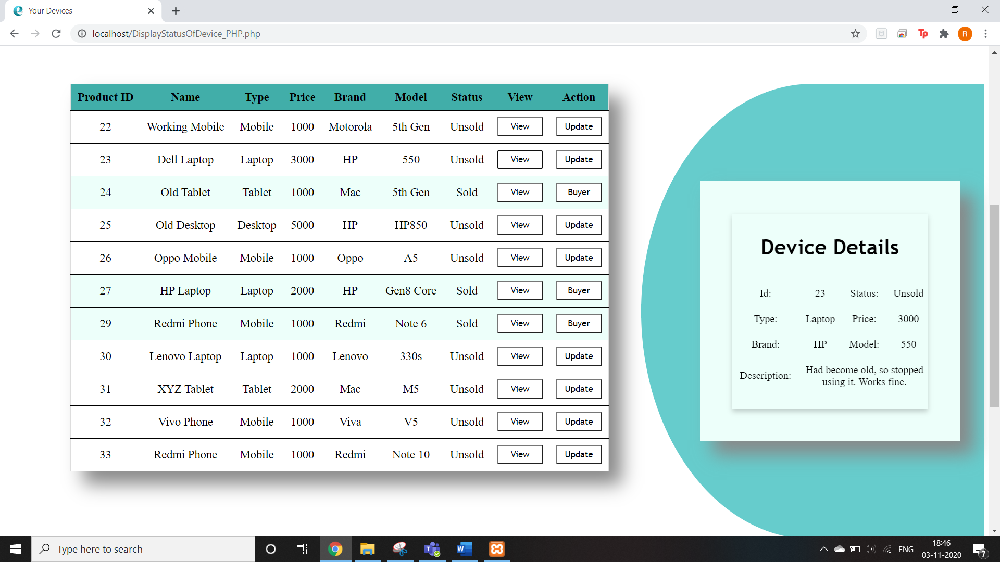 Your Devices
localhost/DisplayStatusOfDevice_PHP.php
Tp
R
Product ID Name Type Price Brand Model Status View Action
22 Working Mobile Mobile 1000 Motorola 5th Gen Unsold View Update
23 Dell Laptop Laptop 3000 HP 550 Unsold View Update
24 Old Tablet Tablet 1000 Mac 5th Gen Sold View Buyer
25 Old Desktop Desktop 5000 HP HP850 Unsold View Update
26 Oppo Mobile Mobile 1000 Oppo A5 Unsold View Update
27 HP Laptop Laptop 2000 HP Gen8 Core Sold View Buyer
29 Redmi Phone Mobile 1000 Redmi Note 6 Sold View Buyer
30 Lenovo Laptop Laptop 1000 Lenovo 330s Unsold View Update
31 XYZ Tablet Tablet 2000 Mac M5 Unsold View Update
32 Vivo Phone Mobile 1000 Viva V5 Unsold View Update
33 Redmi Phone Mobile 1000 Redmi Note 10 Unsold View Update
Device Details
Id: 23 Status: Unsold
Type: Laptop Price: 3000
Brand: HP Model: 550
Description: Had become old, so stopped
using it. Works fine.
Type here to search
T
W
ENG
18:46
03-11-2020
7